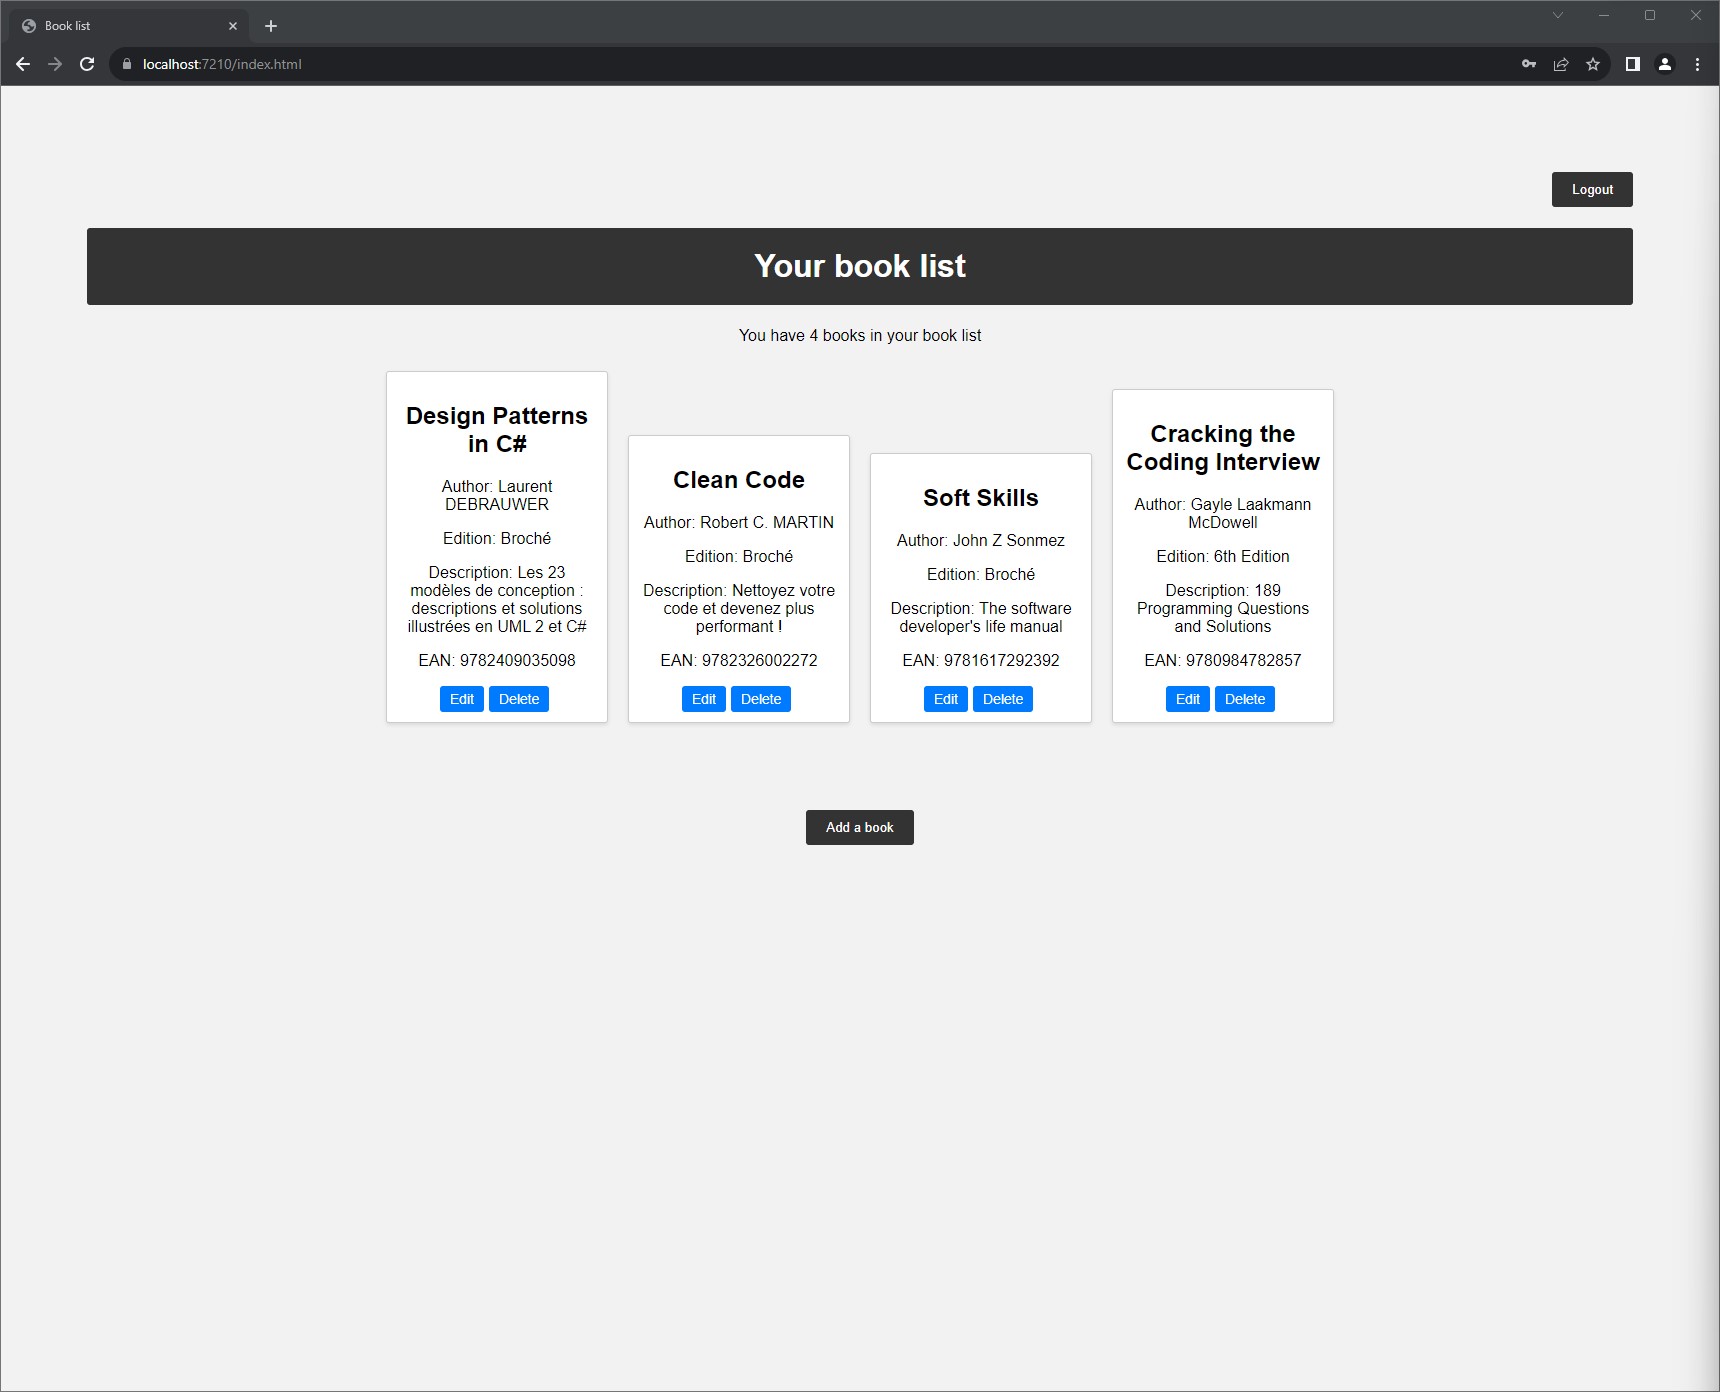 Book list
localhost:7210/index.html
Logout
Your book list
You have 4 books in your book list
Design Patterns
in C#
Author: Laurent
DEBRAUWER
Edition: Broché
Description: Les 23
modèles de conception :
descriptions et solutions
illustrées en UML 2 et C#
EAN: 9782409035098
Edit Delete
Clean Code
Author: Robert C. MARTIN
Edition: Broché
Description: Nettoyez votre
code et devenez plus
performant !
EAN: 9782326002272
Edit Delete
Soft Skills
Author: John Z Sonmez
Edition: Broché
Description: The software
developer's life manual
EAN: 9781617292392
Edit Delete
Cracking the
Coding Interview
Author: Gayle Laakmann
McDowell
Edition: 6th Edition
Description: 189
Programming Questions
and Solutions
EAN: 9780984782857
Edit Delete
Add a book